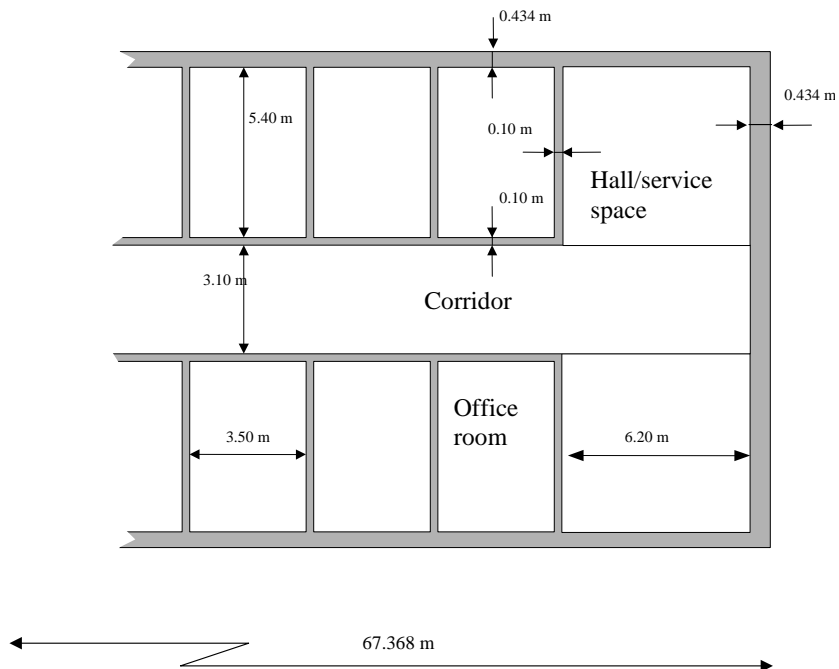 0.434 m
0.434 m
5.40 m
0.10 m
Hall/service
space
0.10 m
3.10 m
Corridor
Office
room
3.50 m
6.20 m
67.368 m